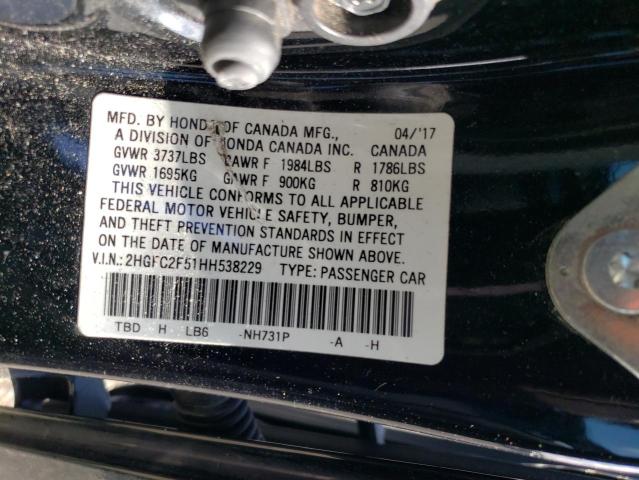 MFD. BY HONDA OF CANADA MFG., 04/'17
A DIVISION OF HONDA CANADA INC. CANADA
GVWR 3737LBS GAWR F 1984LBS R 1786LBS
GVWR 1695KG GAWR F 900KG R 810KG
THIS VEHICLE CONFORMS TO ALL APPLICABLE
FEDERAL MOTOR VEHICLE SAFETY, BUMPER,
AND THEFT PREVENTION STANDARDS IN EFFECT
ON THE DATE OF MANUFACTURE SHOWN ABOVE.
V.I.N.: 2HGFC2F51HH538229 TYPE: PASSENGER CAR
TBD H LB6 -NH731P -A -H